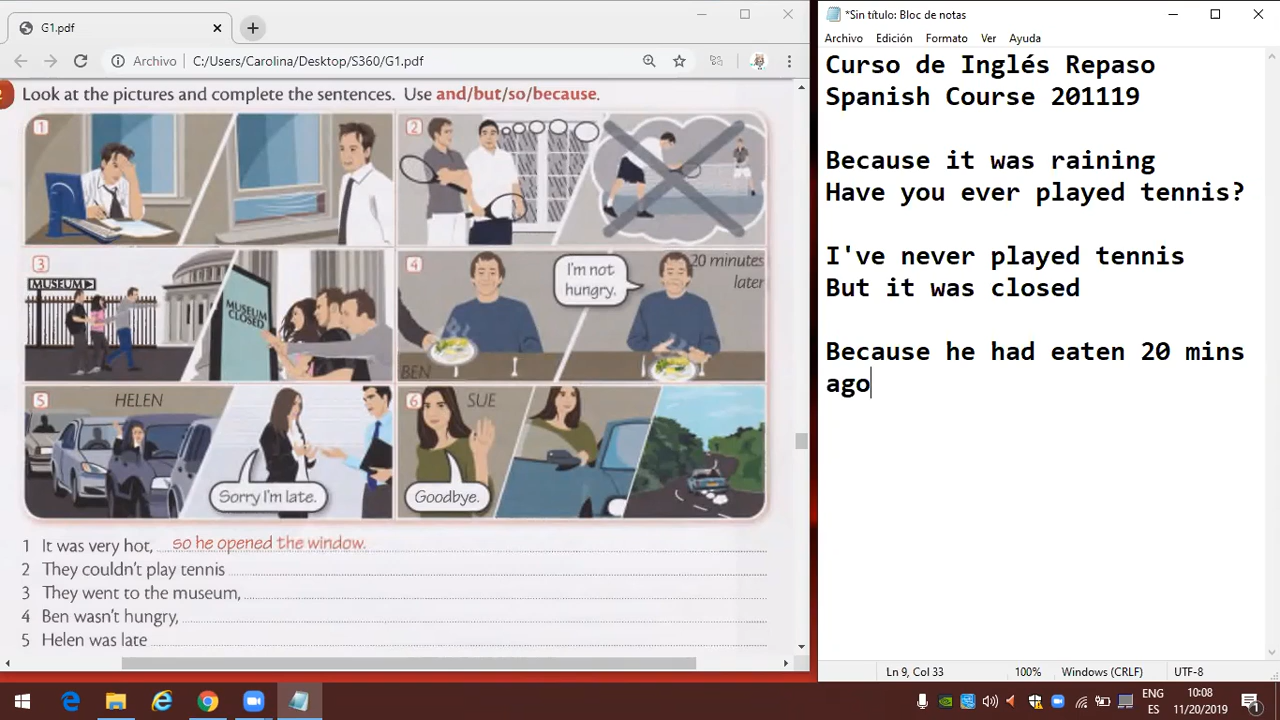 G1.pdf
Archivo
C:/Users/Carolina/Desktop/S360/G1.pdf
Look at the pictures and complete the sentences. Use and/but/so/because.
1
2
3
MUSEUM
MUSEUM CLOSED
4
I'm not
hungry.
20 minutes
later
BEN
5
HELEN
Sorry I'm late.
6
SUE
Goodbye.
1 It was very hot, so he opened the window.
2 They couldn't play tennis
3 They went to the museum,
4 Ben wasn't hungry,
5 Helen was late
*Sin título: Bloc de notas
Archivo Edición Formato Ver Ayuda
Curso de Inglés Repaso
Spanish Course 201119
Because it was raining
Have you ever played tennis?
I've never played tennis
But it was closed
Because he had eaten 20 mins
ago
Ln 9, Col 33 100% Windows (CRLF) UTF-8
ENG
ES
10:08
11/20/2019
1